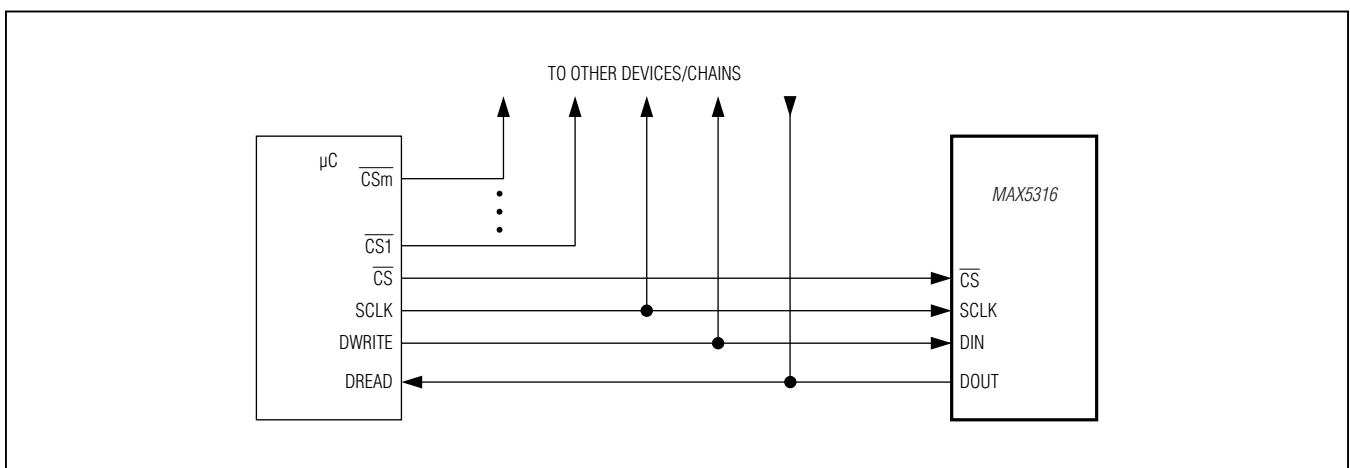 TO OTHER DEVICES/CHAINS
µC
CSm
MAX5316
CS1
CS
CS
SCLK
SCLK
DWRITE
DIN
DREAD
DOUT